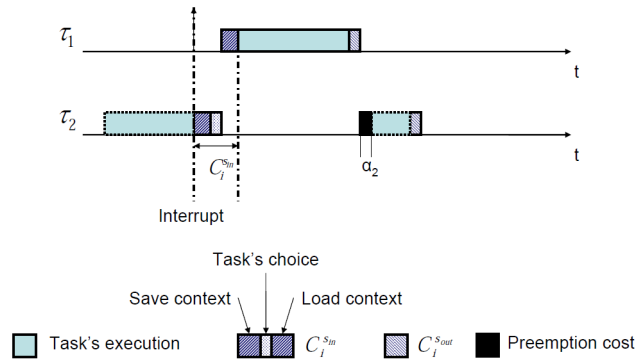 τ1
t
τ2
t
C_i^{s_in}
α2
Interrupt
Task's choice
Save context Load context
Task's execution C_i^{s_in} C_i^{s_out} Preemption cost